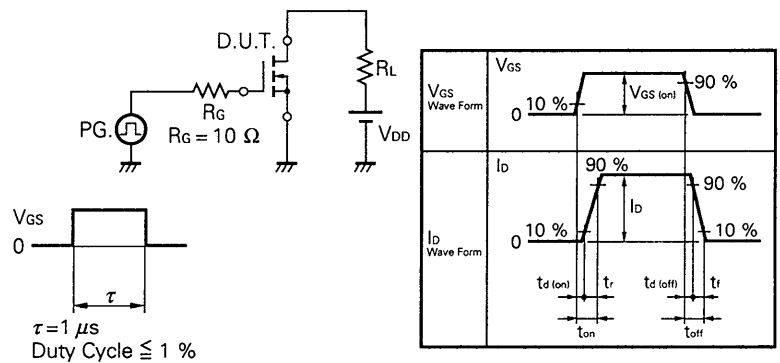 D.U.T.
RL
RG
PG.
RG = 10 Ω
VDD
VGS
0
τ
τ = 1 μs
Duty Cycle ≦ 1 %
VGS
Wave Form
VGS
10 %
0
VGS (on)
90 %
ID
Wave Form
ID
90 %
90 %
10 %
0
ID
10 %
td (on)
tr
td (off)
tf
ton
toff